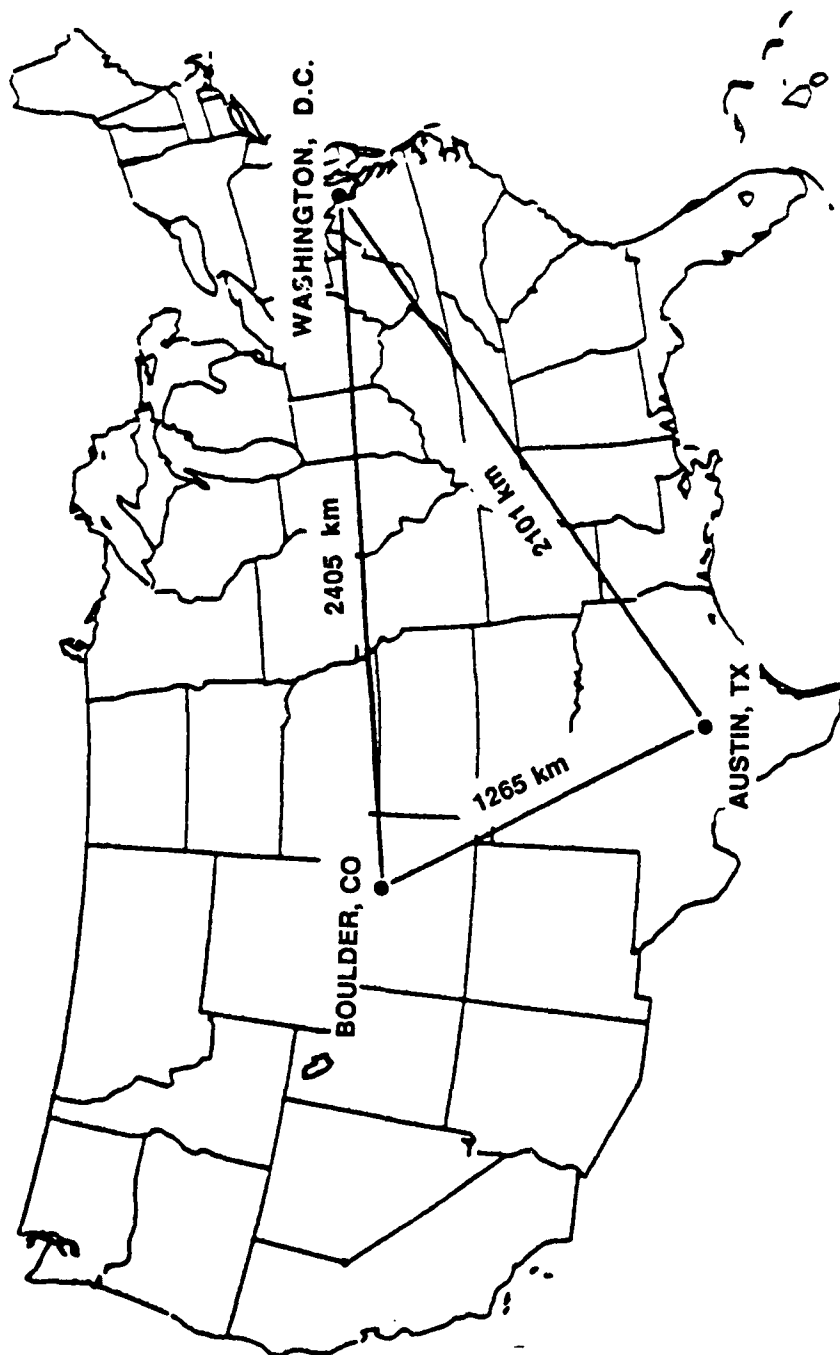 WASHINGTON, D.C.
2405 km
2101 km
BOULDER, CO
1265 km
AUSTIN, TX